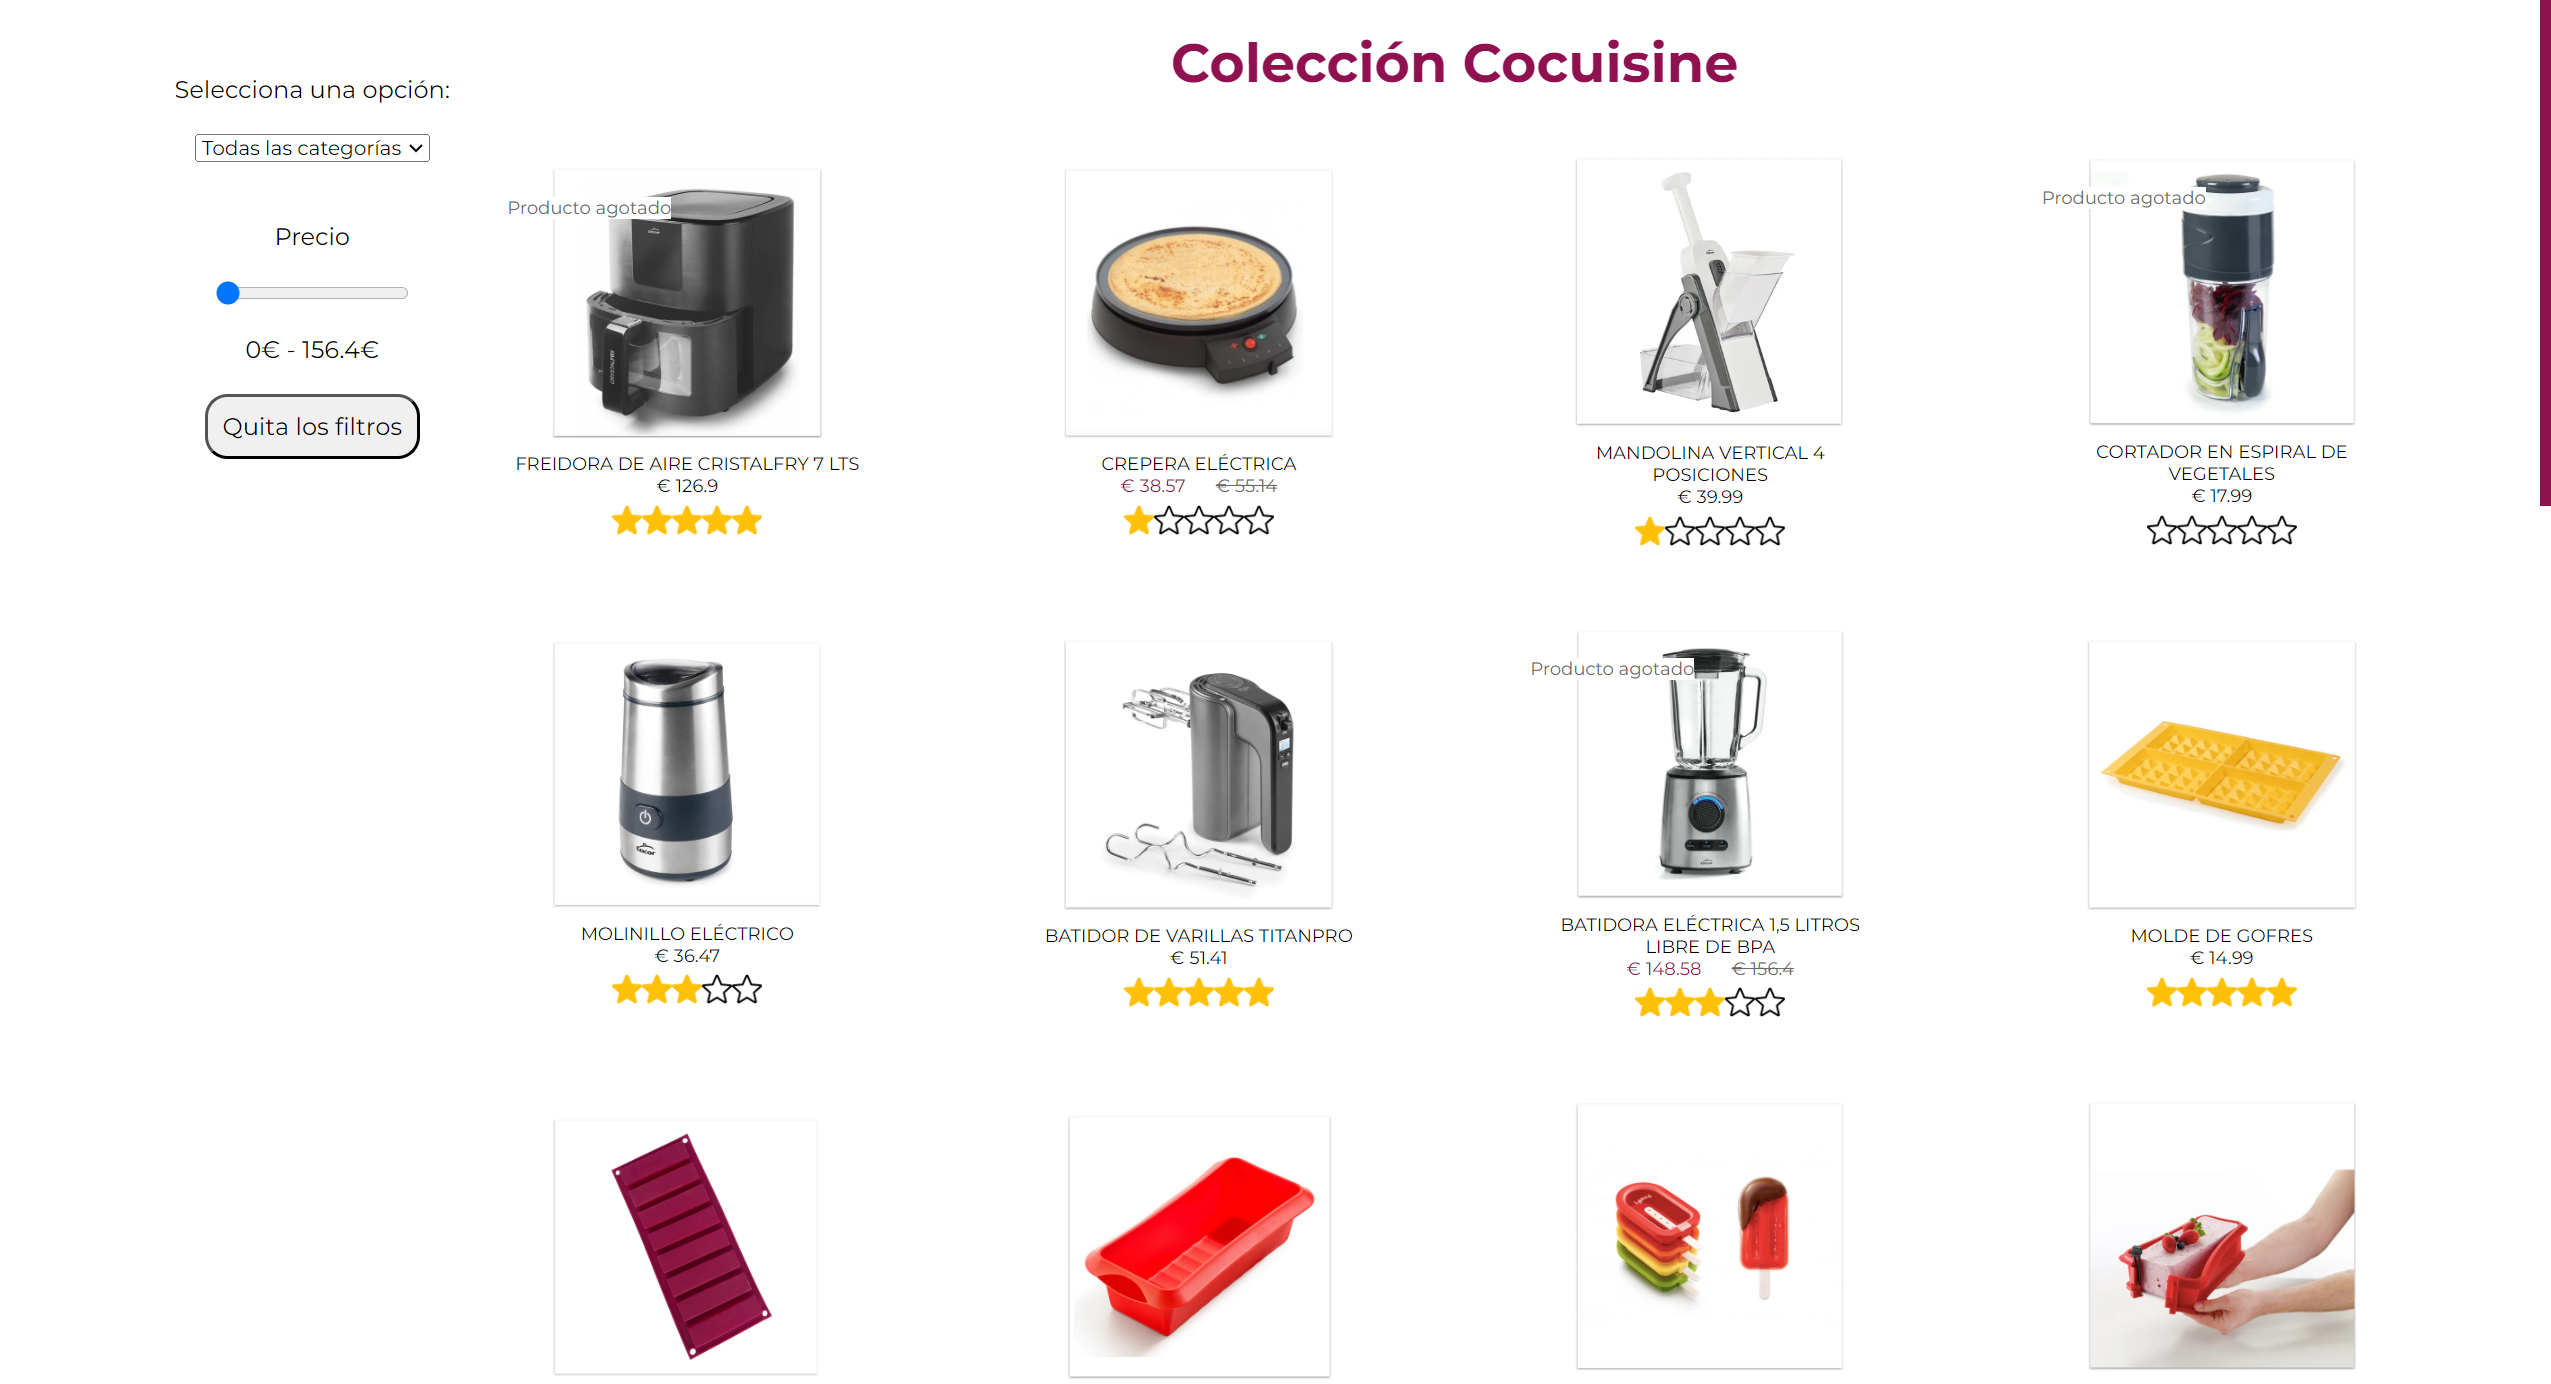 Colección Cocuisine
Selecciona una opción:
Todas las categorías
Precio
0€ - 156.4€
Quita los filtros
Producto agotado
FREIDORA DE AIRE CRISTALFRY 7 LTS
€ 126.9
CREPERA ELÉCTRICA
€ 38.57 € 55.14
MANDOLINA VERTICAL 4
POSICIONES
€ 39.99
Producto agotado
CORTADOR EN ESPIRAL DE
VEGETALES
€ 17.99
MOLINILLO ELÉCTRICO
€ 36.47
BATIDOR DE VARILLAS TITANPRO
€ 51.41
Producto agotado
BATIDORA ELÉCTRICA 1,5 LITROS
LIBRE DE BPA
€ 148.58 € 156.4
MOLDE DE GOFRES
€ 14.99